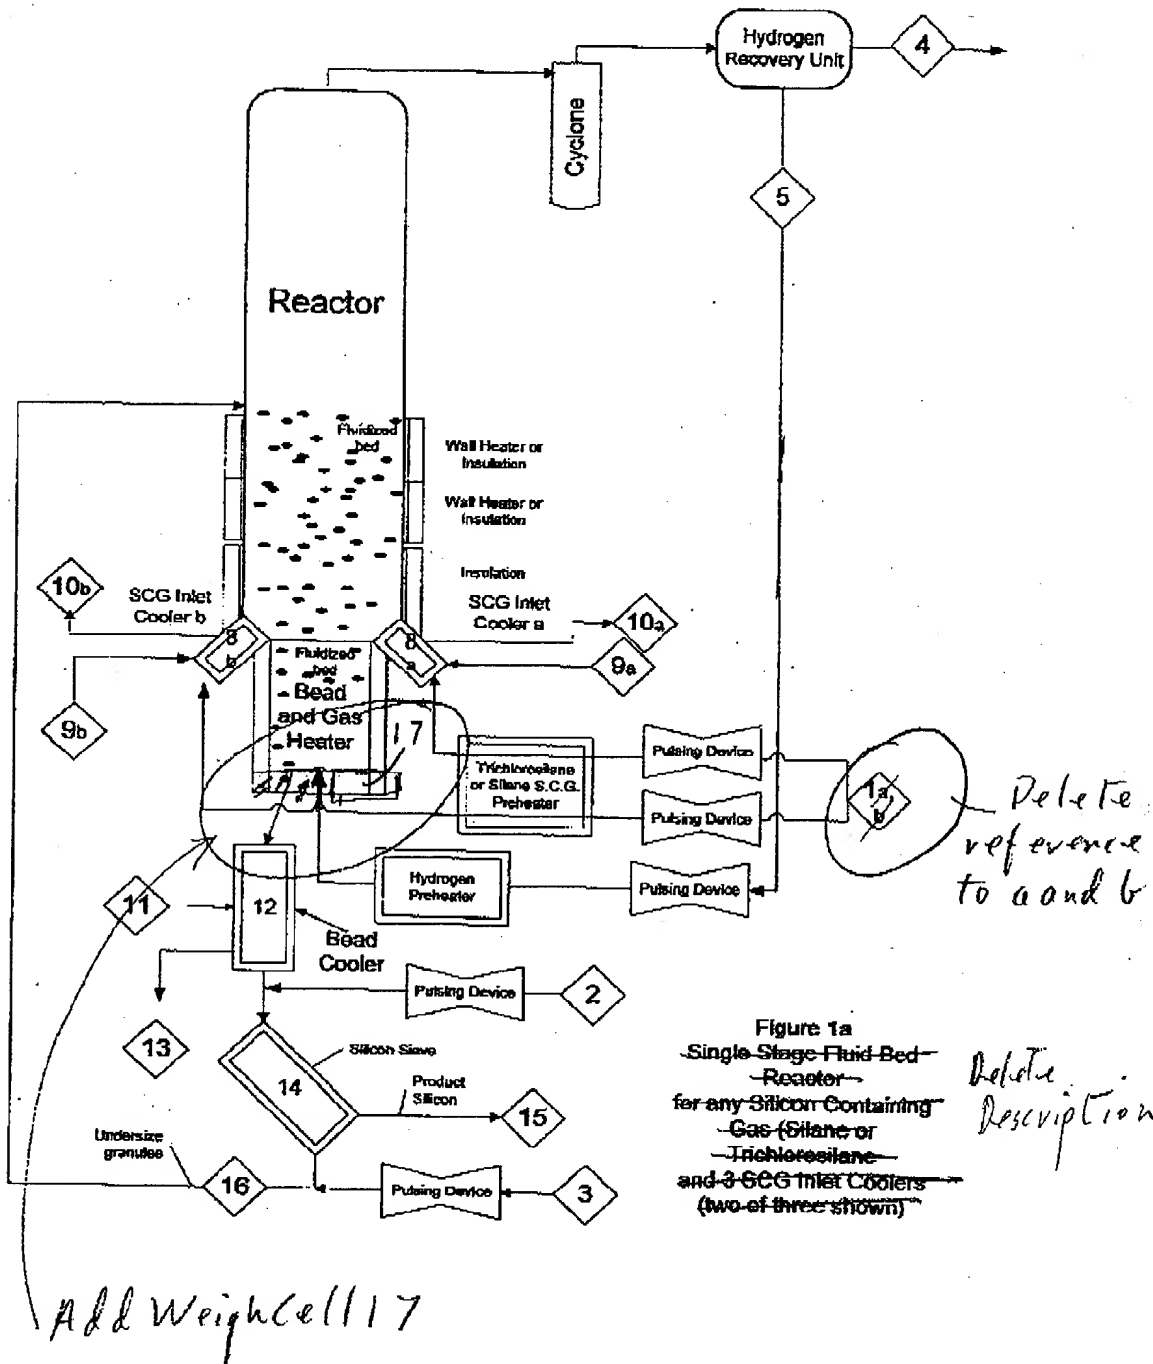 Hydrogen
Recovery Unit
4
Cyclone
5
Reactor
Fluidized
bed
Wall Heater or
Insulation
Wall Heater or
Insulation
Insulation
10b
SCG Inlet
Cooler b
SCG Inlet
Cooler a
10a
8
b
8
a
9a
9b
Fluidized
bed
Bead
and Gas
Heater
17
Trichlorosilane
or Silane S.C.G.
Preheater
Pulsing Device
Pulsing Device
1a
b
Delete
reference
to a and b
Hydrogen
Preheater
Pulsing Device
11
12
Bead
Cooler
Pulsing Device
2
13
Silicon Sieve
14
Product
Silicon
15
Undersize
granules
16
Pulsing Device
3
Figure 1a
Single Stage Fluid Bed
Reactor
for any Silicon Containing
Gas (Silane or
Trichlorosilane
and 3 SCG Inlet Coolers
(two of three shown)
Delete
Description
Add Weigh Cell 17